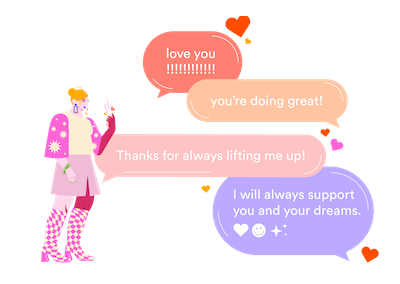 love you
!!!!!!!!!!!!
you're doing great!
Thanks for always lifting me up!
I will always support
you and your dreams.